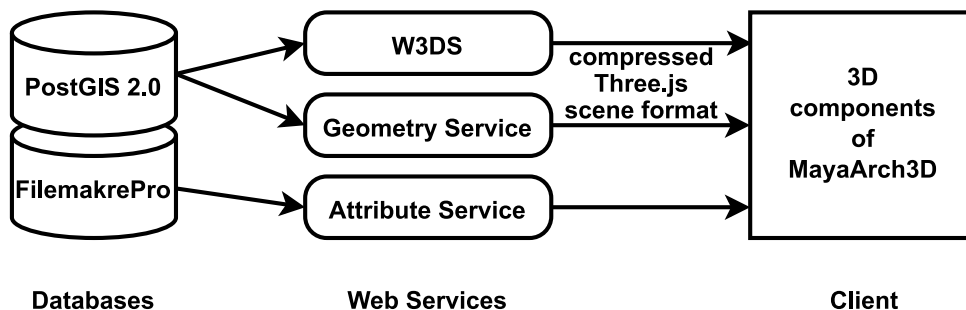 PostGIS 2.0
FilemakrePro
W3DS
Geometry Service
Attribute Service
compressed
Three.js
scene format
3D
components
of
MayaArch3D
Databases
Web Services
Client